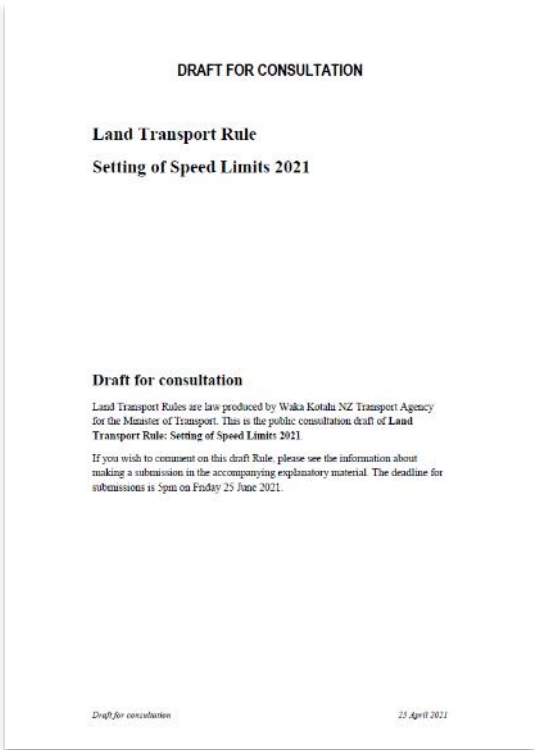 DRAFT FOR CONSULTATION
Land Transport Rule
Setting of Speed Limits 2021
Draft for consultation
Land Transport Rules are law produced by Waka Kotahi NZ Transport Agency
for the Minister of Transport. This is the public consultation draft of Land
Transport Rule: Setting of Speed Limits 2021.
If you wish to comment on this draft Rule, please see the information about
making a submission in the accompanying explanatory material. The deadline for
submissions is 5pm on Friday 25 June 2021.
Draft for consultation 23 April 2021